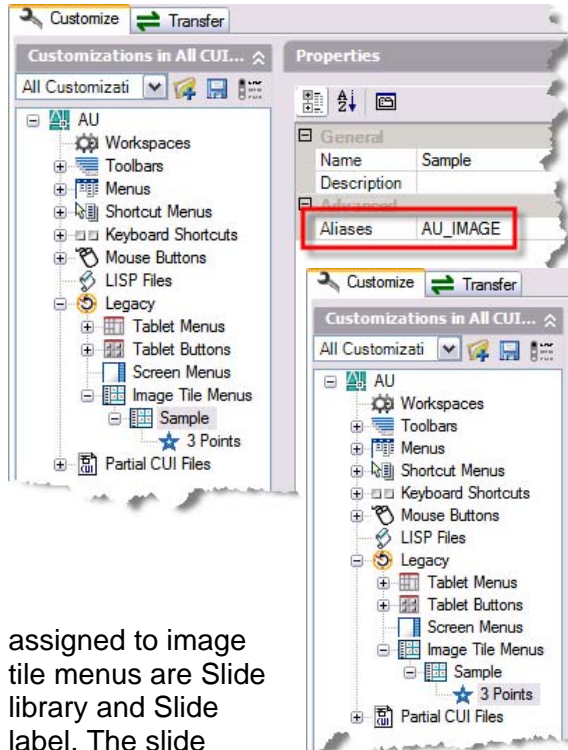 Customize Transfer
Customizations in All CUI...
All Customizati
AU
Workspaces
Toolbars
Menus
Shortcut Menus
Keyboard Shortcuts
Mouse Buttons
LISP Files
Legacy
Tablet Menus
Tablet Buttons
Screen Menus
Image Tile Menus
Sample
3 Points
Partial CUI Files
Properties
General
Name Sample
Description
Advanced
Aliases AU_IMAGE
Customize Transfer
Customizations in All CUI...
All Customizati
AU
Workspaces
Toolbars
Menus
Shortcut Menus
Keyboard Shortcuts
Mouse Buttons
LISP Files
Legacy
Tablet Menus
Tablet Buttons
Screen Menus
Image Tile Menus
Sample
3 Points
Partial CUI Files
assigned to image
tile menus are Slide
library and Slide
label. The slide